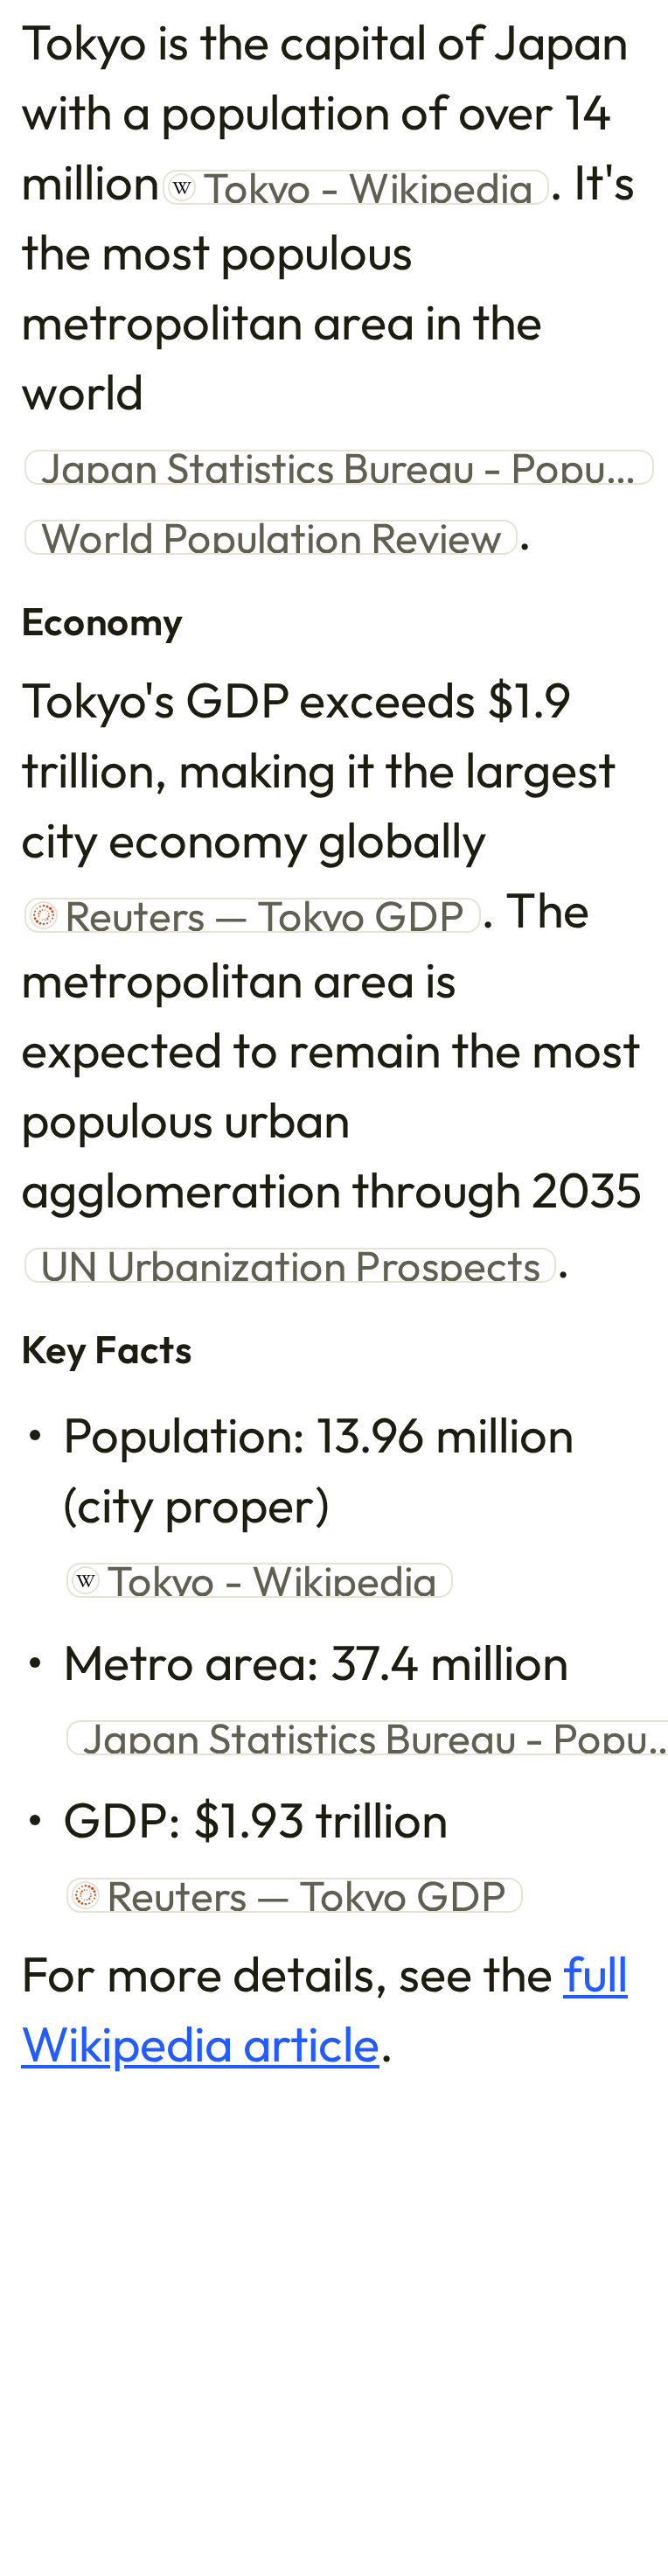 Tokyo is the capital of Japan
with a population of over 14
million W Tokyo - Wikipedia. It's
the most populous
metropolitan area in the
world
Japan Statistics Bureau - Popu...
World Population Review.
Economy
Tokyo's GDP exceeds $1.9
trillion, making it the largest
city economy globally
Reuters — Tokyo GDP. The
metropolitan area is
expected to remain the most
populous urban
agglomeration through 2035
UN Urbanization Prospects.
Key Facts
• Population: 13.96 million
(city proper)
W Tokyo - Wikipedia
• Metro area: 37.4 million
Japan Statistics Bureau - Popu..
• GDP: $1.93 trillion
Reuters — Tokyo GDP
For more details, see the full
Wikipedia article.